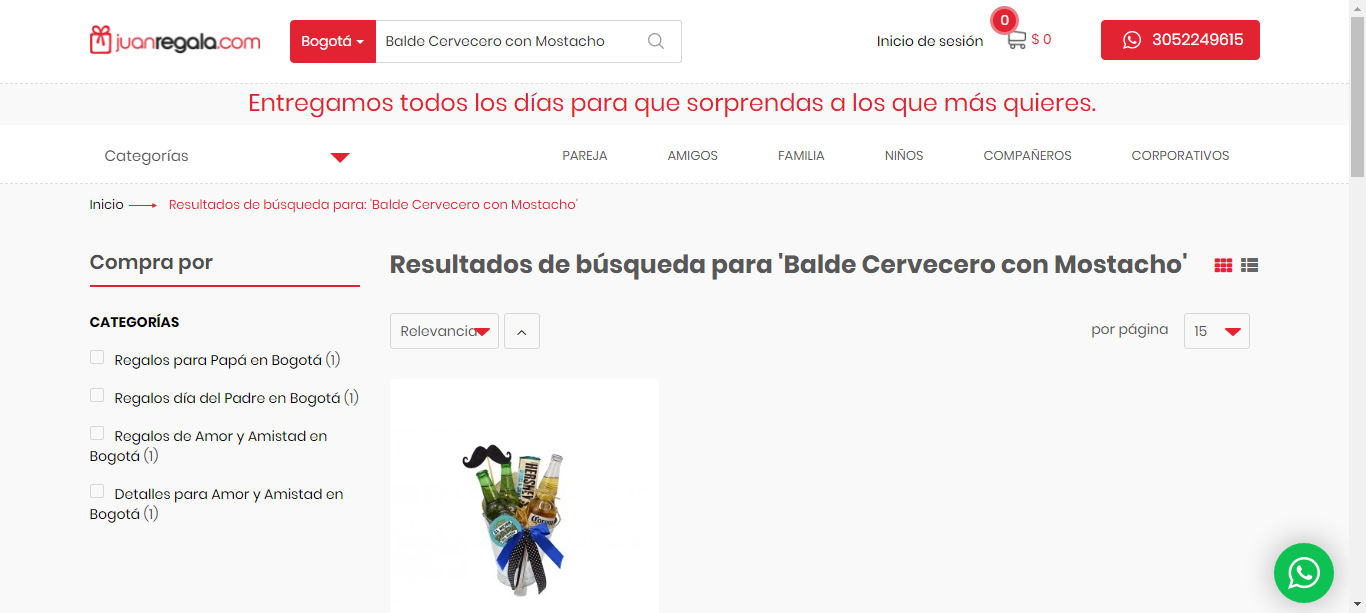 juanregala.com
Bogotá
Balde Cervecero con Mostacho
Inicio de sesión
0
$ 0
3052249615
Entregamos todos los días para que sorprendas a los que más quieres.
Categorías
PAREJA
AMIGOS
FAMILIA
NIÑOS
COMPAÑEROS
CORPORATIVOS
Inicio
Resultados de búsqueda para: 'Balde Cervecero con Mostacho'
Compra por
Resultados de búsqueda para 'Balde Cervecero con Mostacho'
CATEGORÍAS
Relevancia
por página
15
Regalos para Papá en Bogotá (1)
Regalos día del Padre en Bogotá (1)
Regalos de Amor y Amistad en
Bogotá (1)
Detalles para Amor y Amistad en
Bogotá (1)
HERSHEY'S
Corona